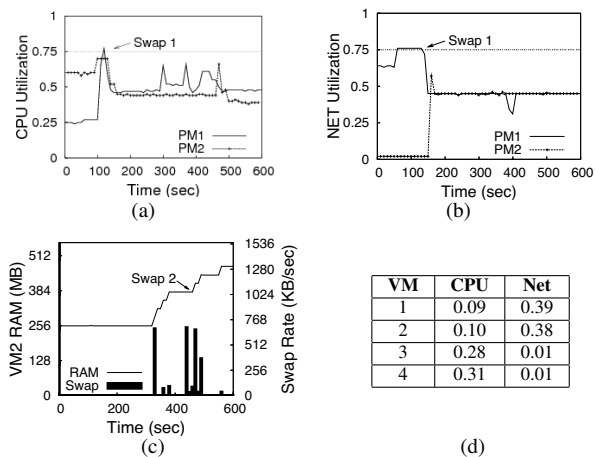 (a)
CPU Utilization
1
0.75
0.5
0.25
0
Swap 1
PM1
PM2
0 100 200 300 400 500 600
Time (sec)
(b)
NET Utilization
1
0.75
0.5
0.25
0
Swap 1
PM1
PM2
0 100 200 300 400 500 600
Time (sec)
VM2 RAM (MB)
512
384
256
128
0
Swap 2
RAM
Swap
1536
1280
1024
768
512
256
0
Swap Rate (KB/sec)
0 200 400 600
Time (sec)
(c)
VM CPU Net
1 0.09 0.39
2 0.10 0.38
3 0.28 0.01
4 0.31 0.01
(d)